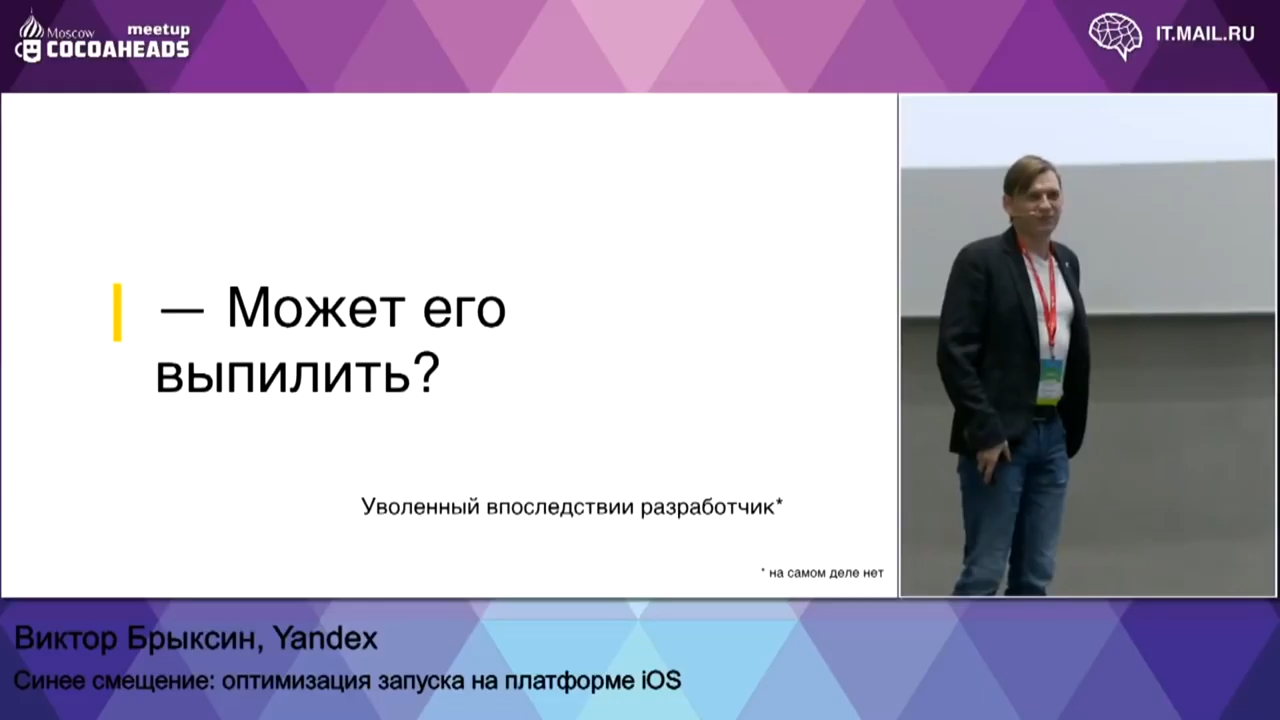 Moscow meetup
COCOAHEADS
IT.MAIL.RU
— Может его
выпилить?
Уволенный впоследствии разработчик*
* на самом деле нет
Виктор Брыксин, Yandex
Синее смещение: оптимизация запуска на платформе iOS